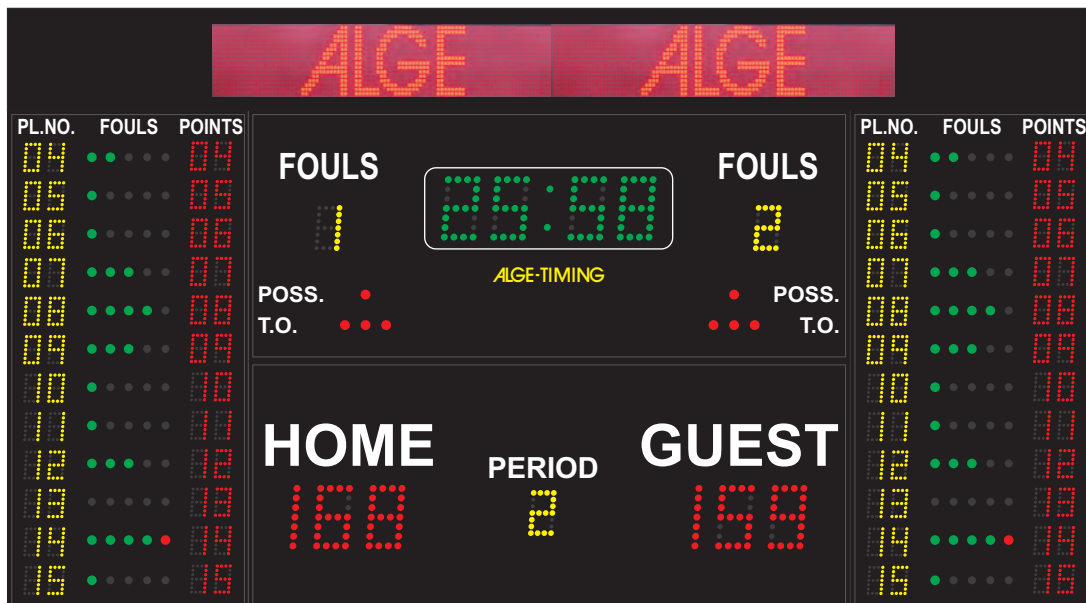 ALGE ALGE
PL.NO. FOULS POINTS
04 04
05 05
06 06
07 07
08 08
09 09
10 10
11 11
12 12
13 13
14 14
15 15
FOULS 25:58 FOULS
1 2
ALGE-TIMING
POSS. POSS.
T.O. T.O.
HOME PERIOD GUEST
168 2 159
PL.NO. FOULS POINTS
04 04
05 05
06 06
07 07
08 08
09 09
10 10
11 11
12 12
13 13
14 14
15 15